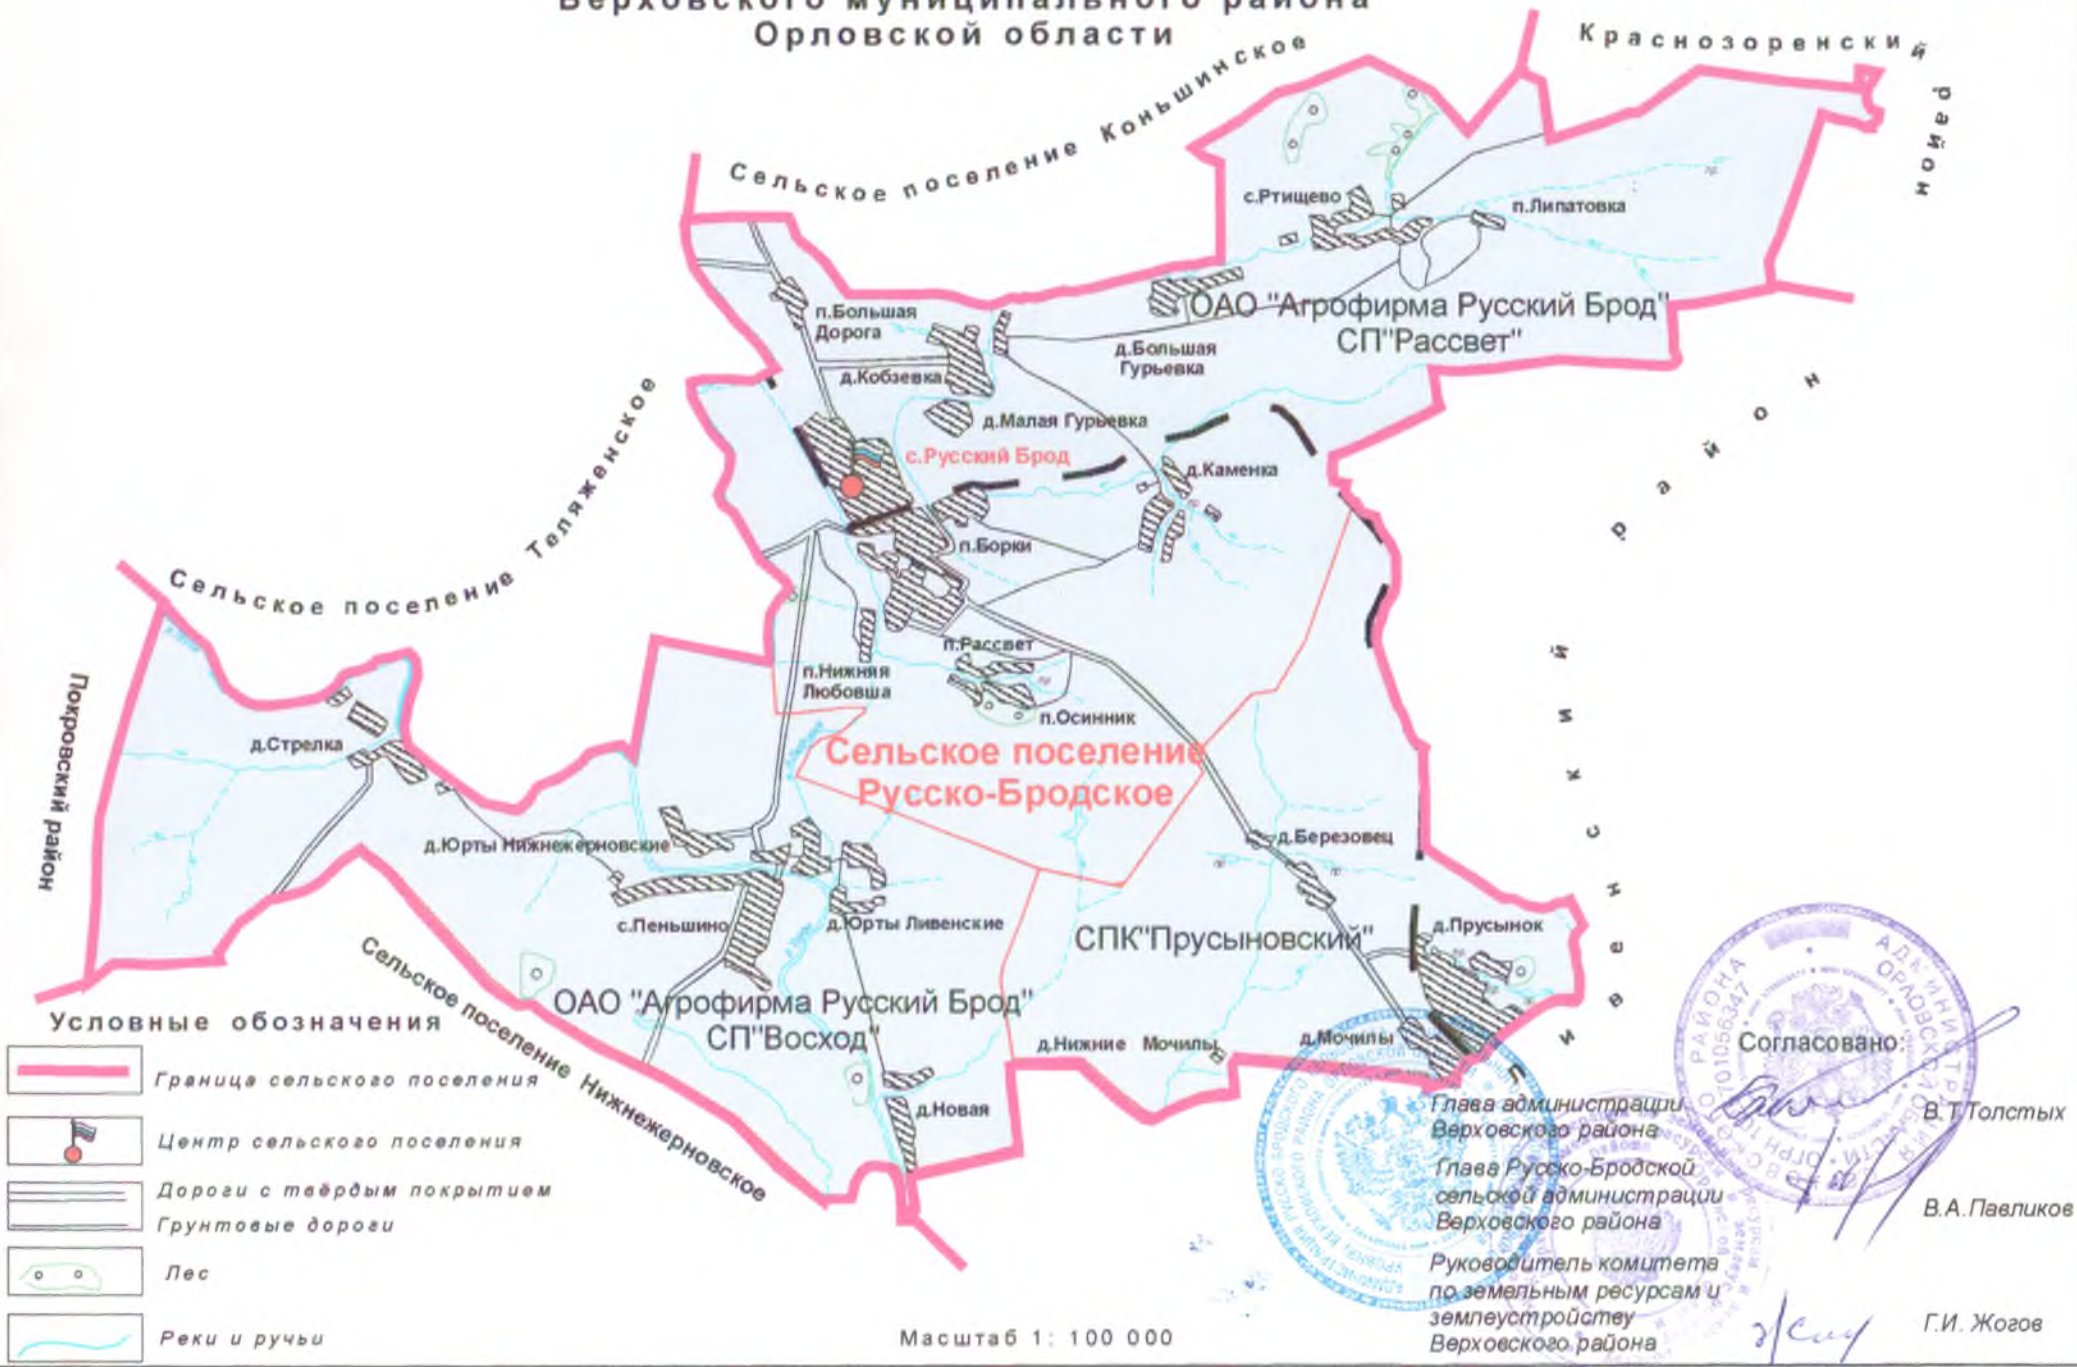 Верховского муниципального района
Орловской области
Сельское поселение Коньшинское
Краснозоренский район
с.Ртищево
п.Липатовка
п.Большая
Дорога
ОАО "Агрофирма Русский Брод"
СП"Рассвет"
д.Большая
Гурьевка
д.Кобзевка
д.Малая Гурьевка
с.Русский Брод
д.Каменка
п.Борки
Сельское поселение Теляженское
Ливенский район
п.Рассвет
п.Нижняя
Любовша
п.Осинник
Покровский район
д.Стрелка
Сельское поселение
Русско-Бродское
д.Юрты Нижнежерновские
д.Березовец
с.Пеньшино
д.Юрты Ливенские
СПК"Прусыновский"
д.Прусынок
ОАО "Агрофирма Русский Брод"
СП"Восход"
д.Нижние Мочилы
д.Мочилы
д.Новая
Сельское поселение Нижнежерновское
Условные обозначения
Граница сельского поселения
Центр сельского поселения
Дороги с твёрдым покрытием
Грунтовые дороги
Лес
Реки и ручьи
Масштаб 1: 100 000
Согласовано:
Глава администрации
Верховского района
В.Т.Толстых
Глава Русско-Бродской
сельской администрации
Верховского района
В.А.Павликов
Руководитель комитета
по земельным ресурсам и
землеустройству
Верховского района
Г.И. Жогов